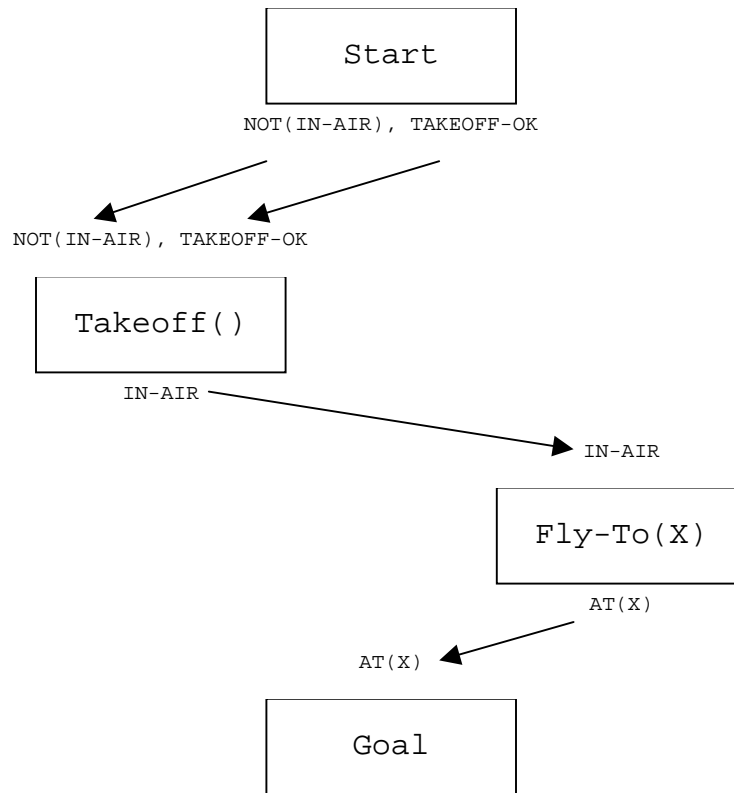 Start
NOT(IN-AIR), TAKEOFF-OK
NOT(IN-AIR), TAKEOFF-OK
Takeoff()
IN-AIR
IN-AIR
Fly-To(X)
AT(X)
AT(X)
Goal